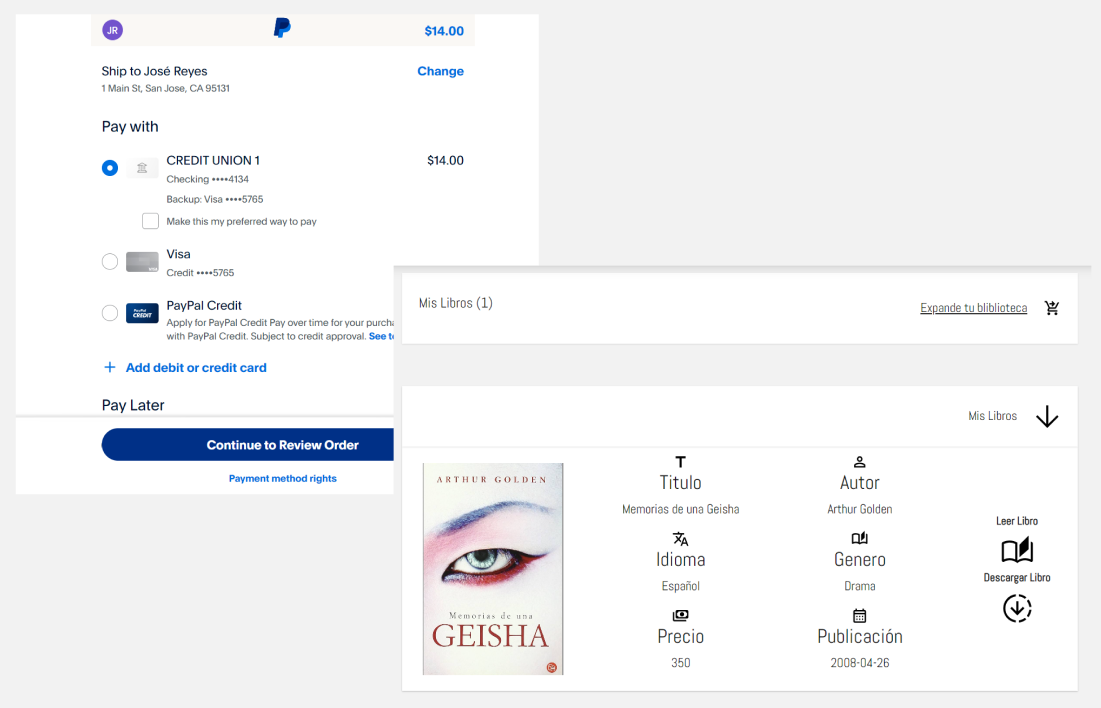 JR
$14.00
Ship to José Reyes
Change
1 Main St, San Jose, CA 95131
Pay with
CREDIT UNION 1
$14.00
Checking ••••4134
Backup: Visa ••••5765
Make this my preferred way to pay
Visa
Credit ••••5765
PayPal Credit
Apply for PayPal Credit Pay over time for your purcha
with PayPal Credit. Subject to credit approval. See te
+ Add debit or credit card
Pay Later
Continue to Review Order
Payment method rights
Mis Libros (1)
Expande tu bliblioteca
Mis Libros
ARTHUR GOLDEN
Memorias de una
GEISHA
Titulo
Memorias de una Geisha
Autor
Arthur Golden
Idioma
Español
Genero
Drama
Precio
350
Publicación
2008-04-26
Leer Libro
Descargar Libro